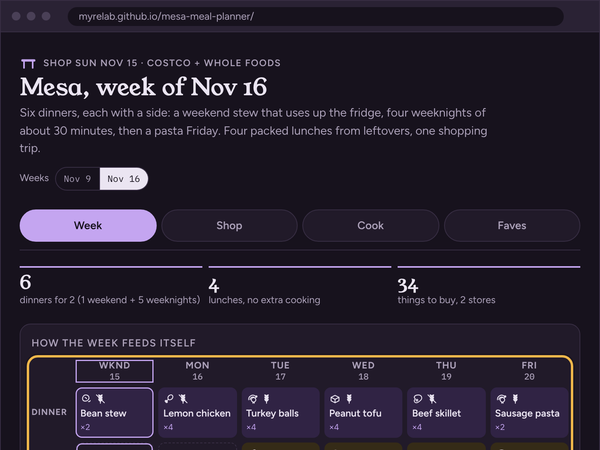 myrelab.github.io/mesa-meal-planner/
SHOP SUN NOV 15 · COSTCO + WHOLE FOODS
Mesa, week of Nov 16
Six dinners, each with a side: a weekend stew that uses up the fridge, four weeknights of
about 30 minutes, then a pasta Friday. Four packed lunches from leftovers, one shopping
trip.
Weeks Nov 9 Nov 16
Week Shop Cook Faves
6 4 34
dinners for 2 (1 weekend + 5 weeknights) lunches, no extra cooking things to buy, 2 stores
HOW THE WEEK FEEDS ITSELF
WKND MON TUE WED THU FRI
15 16 17 18 19 20
DINNER Bean stew Lemon chicken Turkey balls Peanut tofu Beef skillet Sausage pasta
×2 ×4 ×4 ×4 ×4 ×2